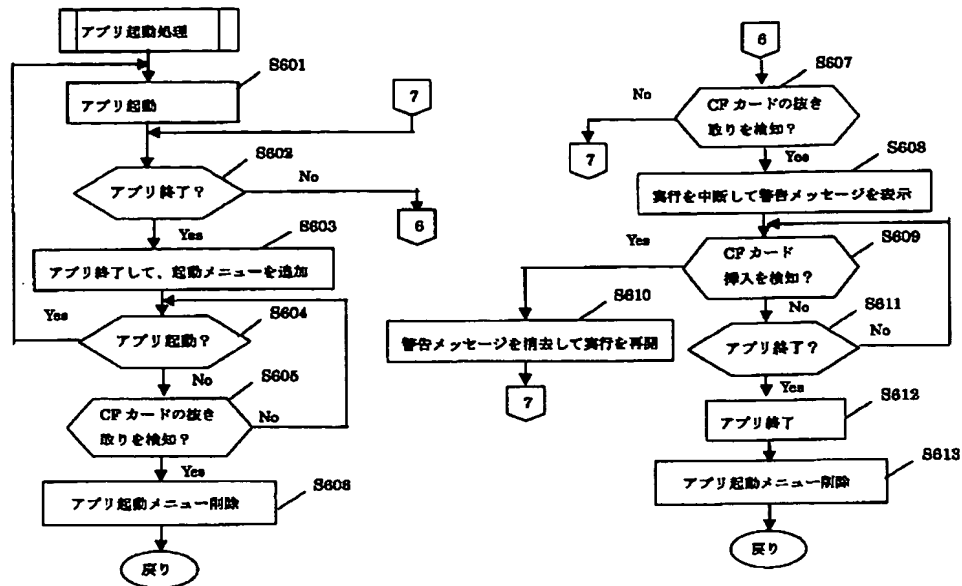 アプリ起動処理
S601
アプリ起動
7
S602
アプリ終了?
No
6
Yes
S603
アプリ終了して、起動メニューを追加
Yes
S604
アプリ起動?
No
S605
CFカードの抜き
取りを検知?
No
Yes
S606
アプリ起動メニュー削除
戻り
6
S607
No
CFカードの抜き
取りを検知?
7
Yes
S608
実行を中断して警告メッセージを表示
Yes
S609
CFカード
挿入を検知?
S610
No
S611
警告メッセージを消去して実行を再開
アプリ終了?
No
7
Yes
S612
アプリ終了
S613
アプリ起動メニュー削除
戻り